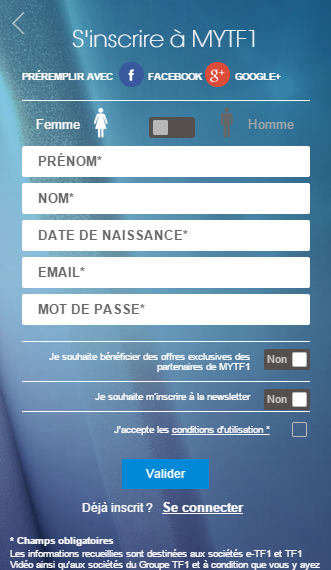 S'inscrire à MYTF1
PRÉREMPLIR AVEC f FACEBOOK g+ GOOGLE+
Femme Homme
PRÉNOM*
NOM*
DATE DE NAISSANCE*
EMAIL*
MOT DE PASSE*
Je souhaite bénéficier des offres exclusives des
partenaires de MYTF1
Non
Je souhaite m'inscrire à la newsletter Non
J'accepte les conditions d'utilisation *
Valider
Déjà inscrit ? Se connecter
* Champs obligatoires
Les informations recueillies sont destinées aux sociétés e-TF1 et TF1
Vidéo ainsi qu'aux sociétés du Groupe TF1 et à condition que vous y ayez